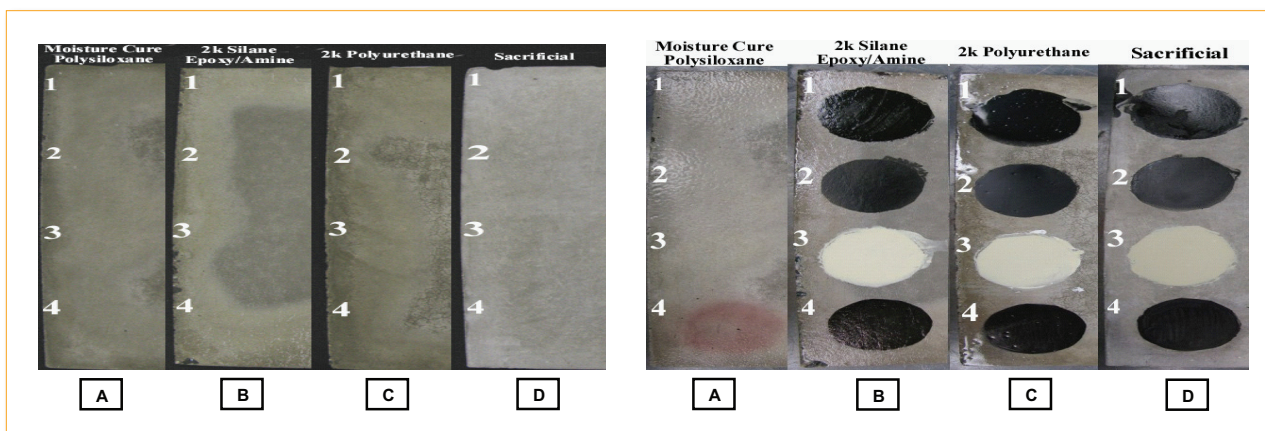 Moisture Cure
Polysiloxane
2k Silane
Epoxy/Amine
2k Polyurethane
Sacrificial
1
1
1
1
2
2
2
2
3
3
3
3
4
4
4
4
A
B
C
D
Moisture Cure
Polysiloxane
2k Silane
Epoxy/Amine
2k Polyurethane
Sacrificial
1
1
1
1
2
2
2
2
3
3
3
3
4
4
4
4
A
B
C
D